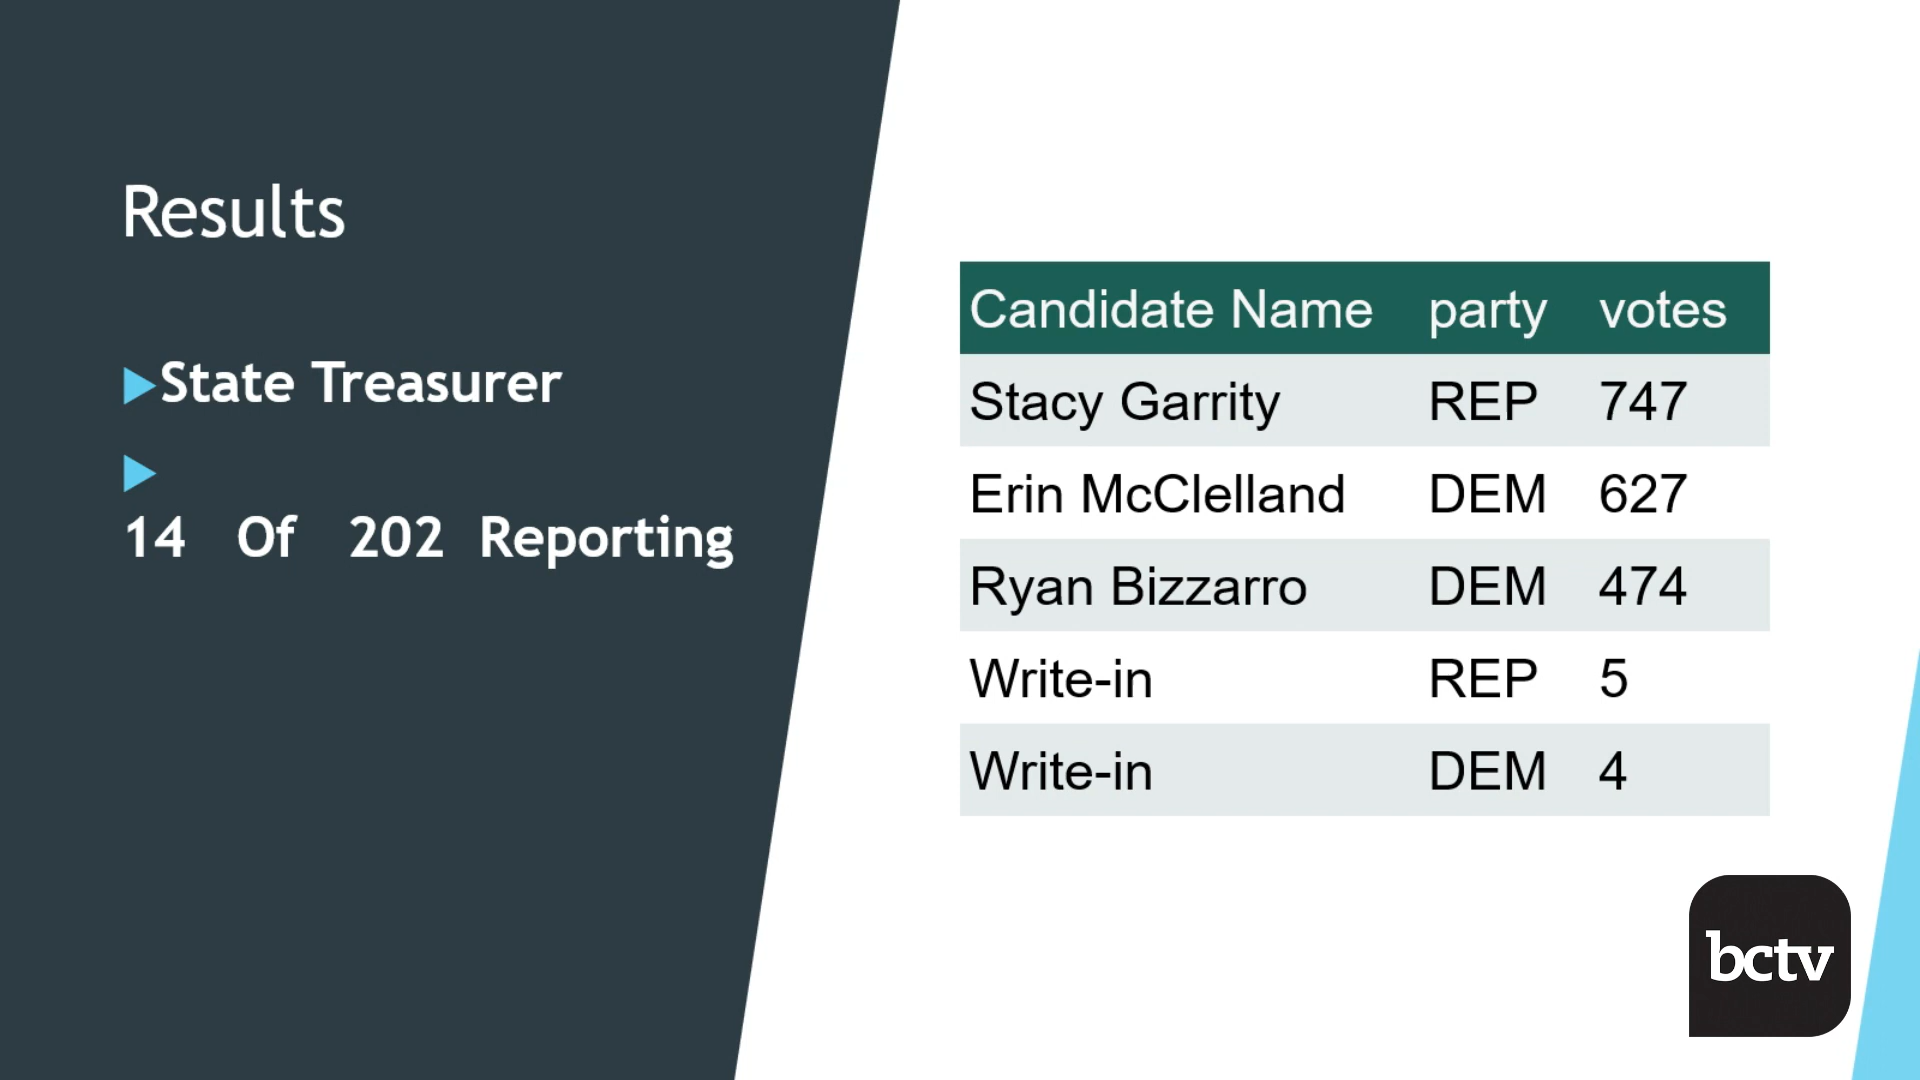 Results
State Treasurer
14 Of 202 Reporting
Candidate Name party votes
Stacy Garrity REP 747
Erin McClelland DEM 627
Ryan Bizzarro DEM 474
Write-in REP 5
Write-in DEM 4
bctv